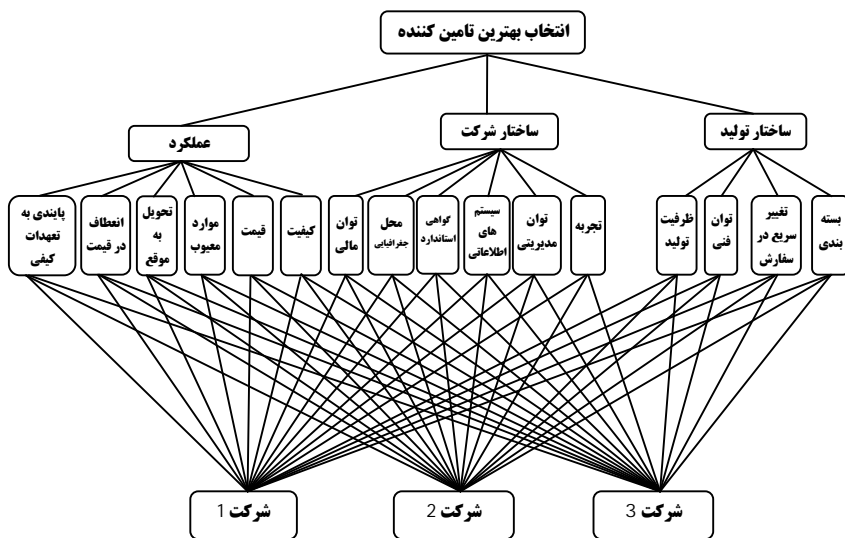 انتخاب بهترین تامین کننده
ساختار تولید
ساختار شرکت
عملکرد
بسته
بندی
تغییر
سریع در
سفارش
توان
فنی
ظرفیت
تولید
تجربه
توان
مدیریتی
سیستم
های
اطلاعاتی
گواهی
استاندارد
محل
جغرافیایی
توان
مالی
کیفیت
قیمت
موارد
معیوب
تحویل
به
موقع
انعطاف
در قیمت
پایندی به
تعهدات
کیفی
شرکت 3
شرکت 2
شرکت 1